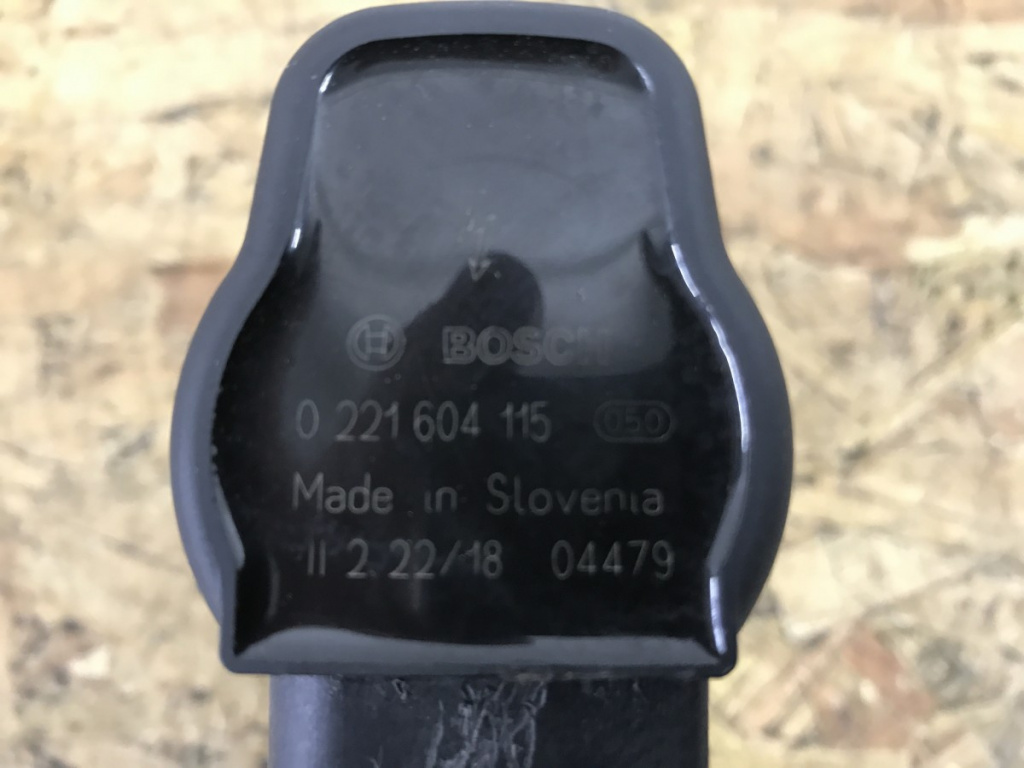 BOSCH
0 221 604 115 050
Made in Slovenia
II 2 22/18 04479